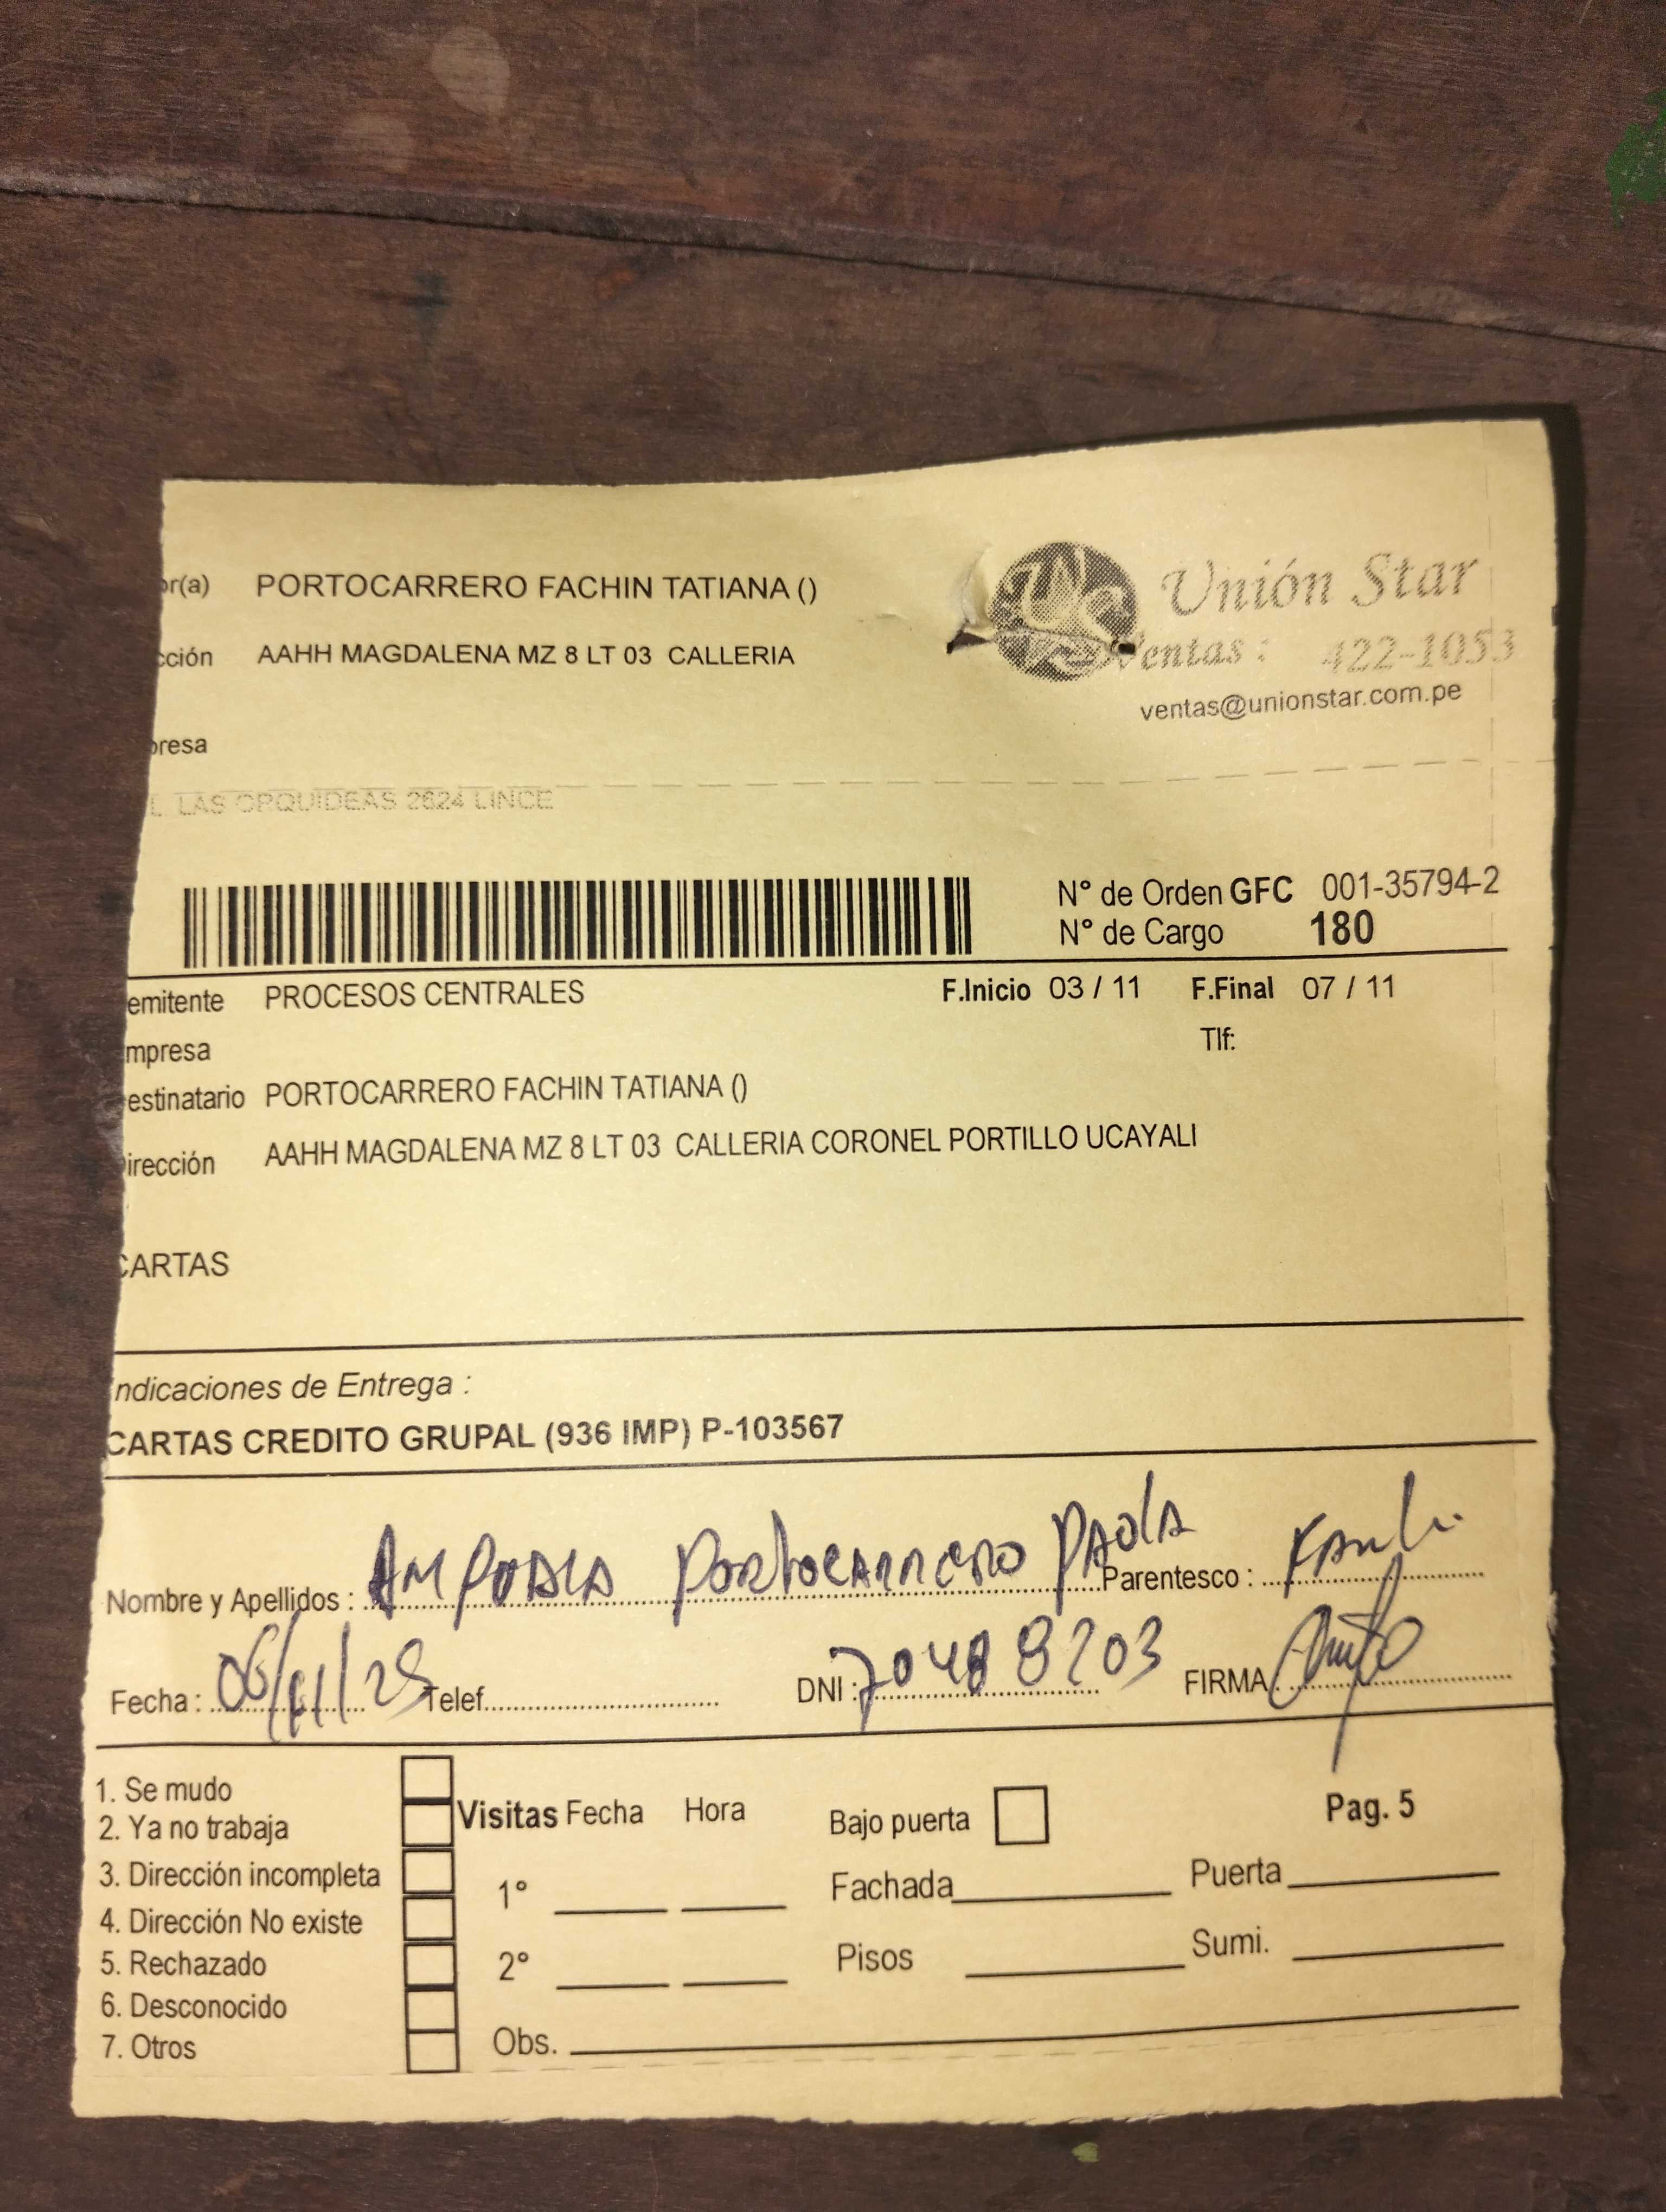 or(a) PORTOCARRERO FACHIN TATIANA ()
cción AAHH MAGDALENA MZ 8 LT 03 CALLERIA
Unión Star
Ventas : 422-1053
ventas@unionstar.com.pe
presa
L. LAS ORQUIDEAS 2624 LINCE
N° de Orden GFC 001-35794-2
N° de Cargo 180
emitente PROCESOS CENTRALES F.Inicio 03 / 11 F.Final 07 / 11
mpresa Tlf:
estinatario PORTOCARRERO FACHIN TATIANA ()
irección AAHH MAGDALENA MZ 8 LT 03 CALLERIA CORONEL PORTILLO UCAYALI
CARTAS
ndicaciones de Entrega :
CARTAS CREDITO GRUPAL (936 IMP) P-103567
Nombre y Apellidos : Portocarrero Paola Parentesco :
Fecha : 06/11/25 Telef. DNI : 70488203 FIRMA
1. Se mudo
2. Ya no trabaja
3. Dirección incompleta
4. Dirección No existe
5. Rechazado
6. Desconocido
7. Otros
Visitas Fecha Hora Bajo puerta Pag. 5
1° Fachada Puerta
2° Pisos Sumi.
Obs.